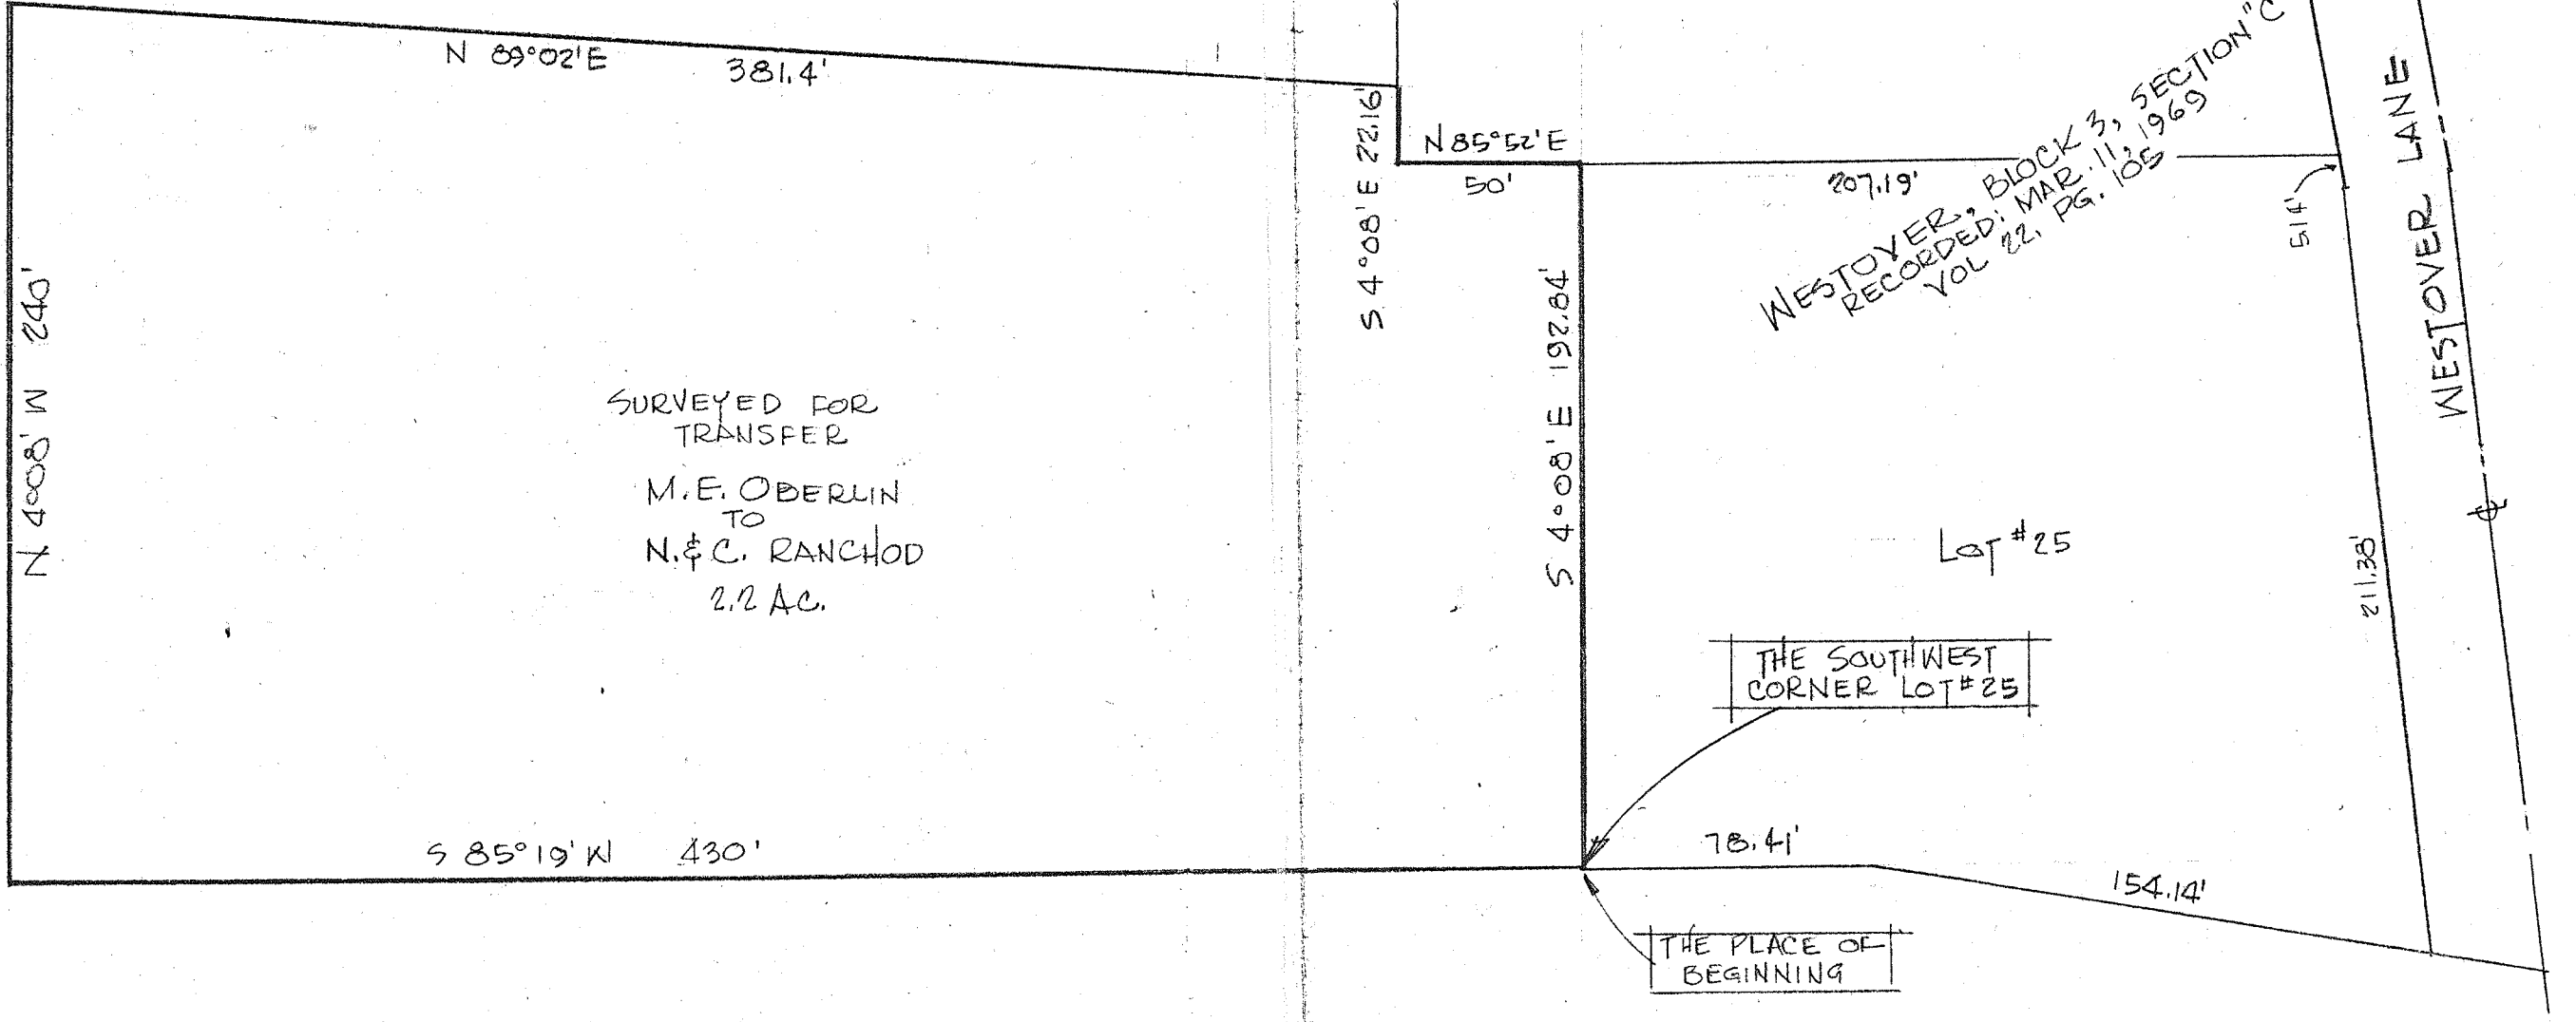 N 89°02'E 381.4'
N 4°08' W 240'
SURVEYED FOR
TRANSFER
M.E. OBERLIN
TO
N.&C. RANCHOD
2.2 AC.
S 85°19' W 430'
S 4°08' E 22.16'
N 85°52' E
50'
S 4°08' E 192.84'
207.19'
WESTOVER, BLOCK 3, SECTION "C
RECORDED: MAR. 11, 1969
VOL 22, PG. 105
WESTOVER LANE
Lot #25
211.38'
THE SOUTHWEST
CORNER LOT #25
78.41'
154.14'
THE PLACE OF
BEGINNING